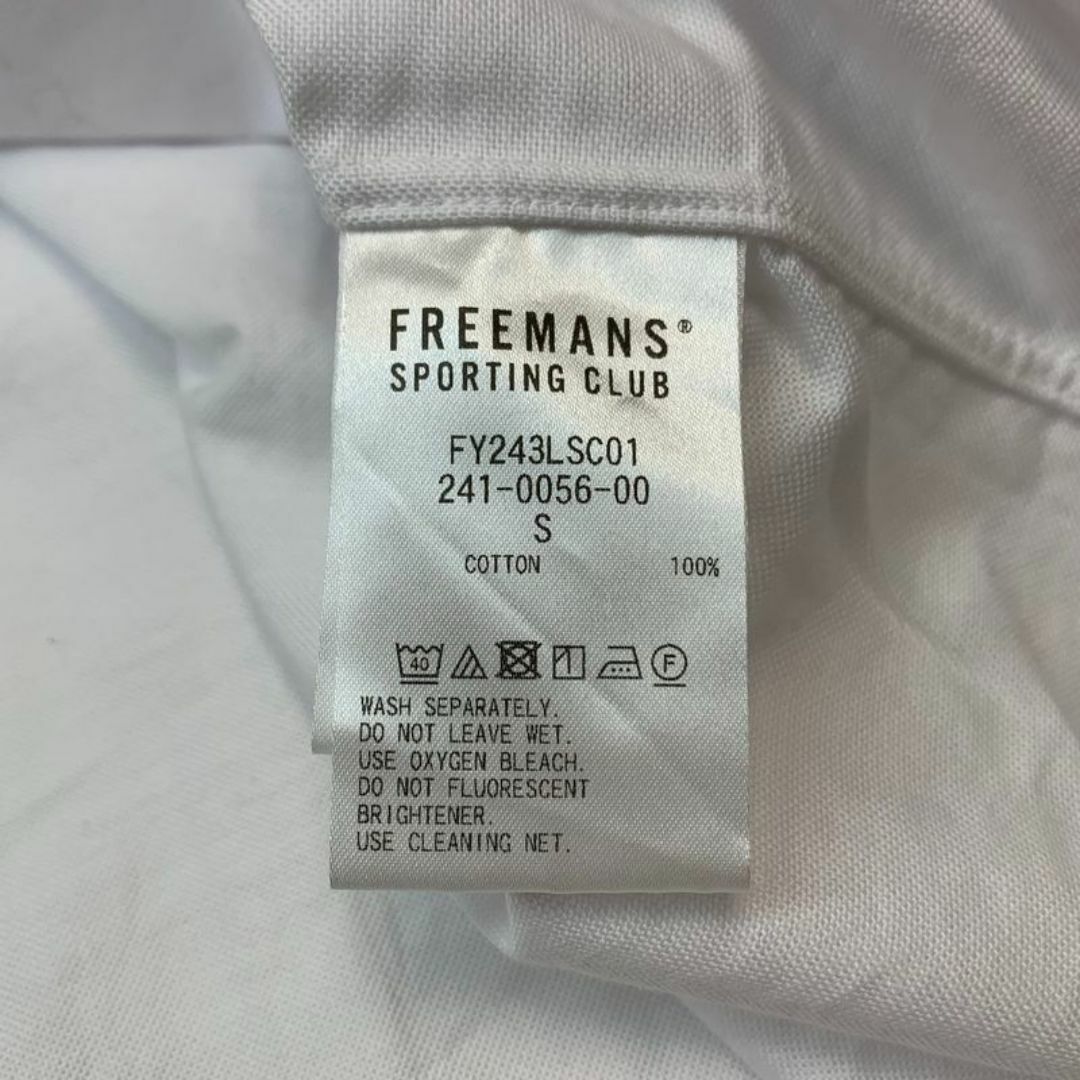 FREEMANS®
SPORTING CLUB
FY243LSC01
241-0056-00
S
COTTON 100%
40 F
WASH SEPARATELY.
DO NOT LEAVE WET.
USE OXYGEN BLEACH.
DO NOT FLUORESCENT
BRIGHTENER.
USE CLEANING NET.